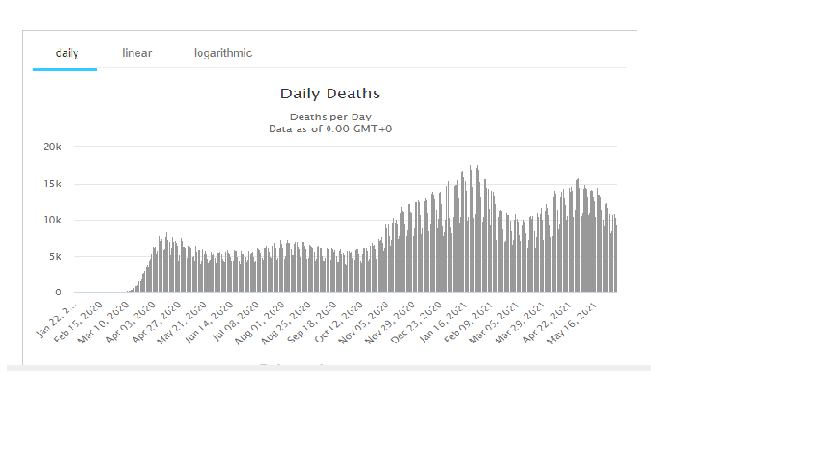 daily linear logarithmic
Daily Deaths
Deaths per Day
Data as of 0:00 GMT+0
20k
15k
10k
5k
0
Jan 22, 2...
Feb 15, 2020
Mar 10, 2020
Apr 03, 2020
Apr 27, 2020
May 21, 2020
Jun 14, 2020
Jul 08, 2020
Aug 01, 2020
Aug 25, 2020
Sep 18, 2020
Oct 12, 2020
Nov 05, 2020
Nov 29, 2020
Dec 23, 2020
Jan 16, 2021
Feb 09, 2021
Mar 05, 2021
Mar 29, 2021
Apr 22, 2021
May 16, 2021